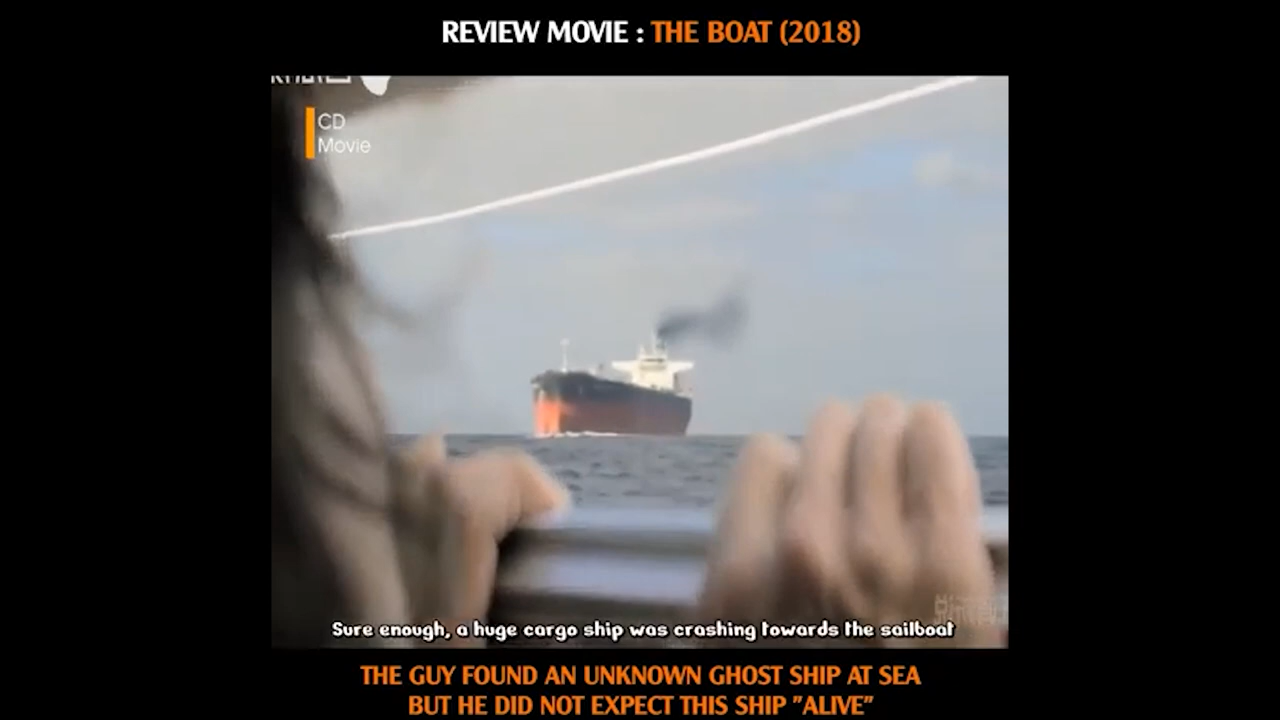 REVIEW MOVIE : THE BOAT (2018)
CD
Movie
Sure enough, a huge cargo ship was crashing towards the sailboat
THE GUY FOUND AN UNKNOWN GHOST SHIP AT SEA
BUT HE DID NOT EXPECT THIS SHIP "ALIVE"